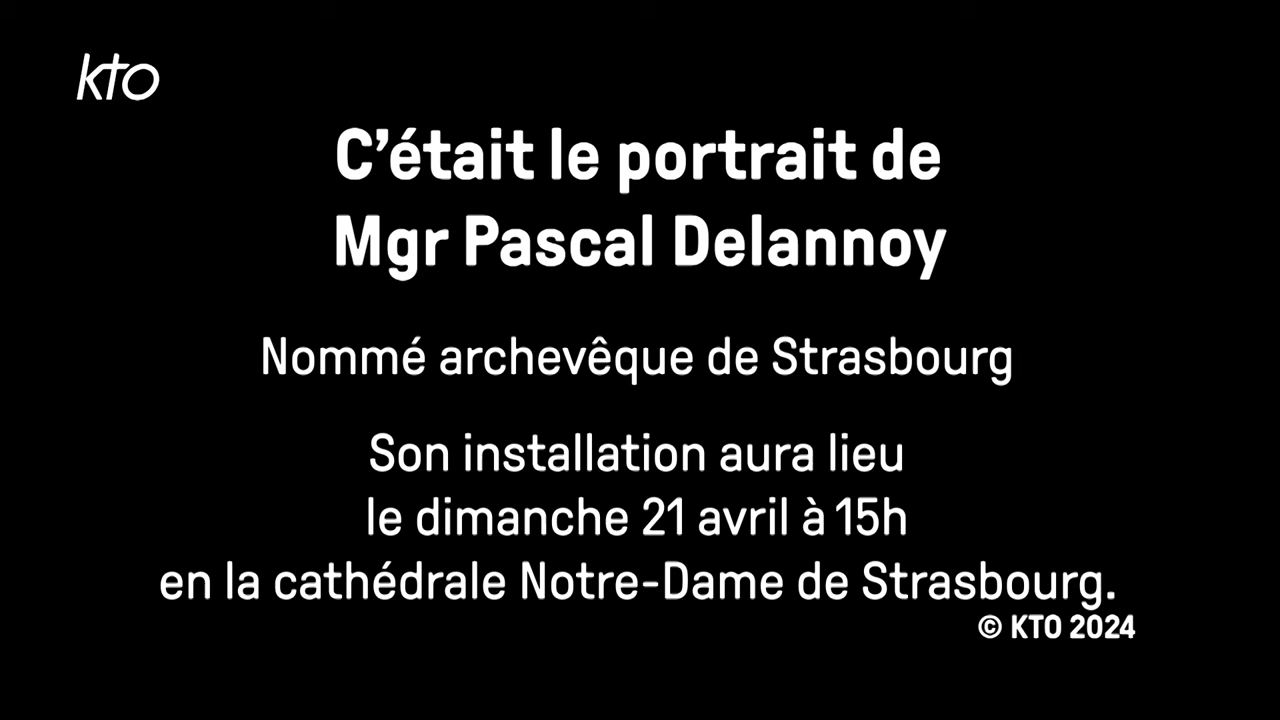 kto
C’était le portrait de
Mgr Pascal Delannoy
Nommé archevêque de Strasbourg
Son installation aura lieu
le dimanche 21 avril à 15h
en la cathédrale Notre-Dame de Strasbourg.
© KTO 2024